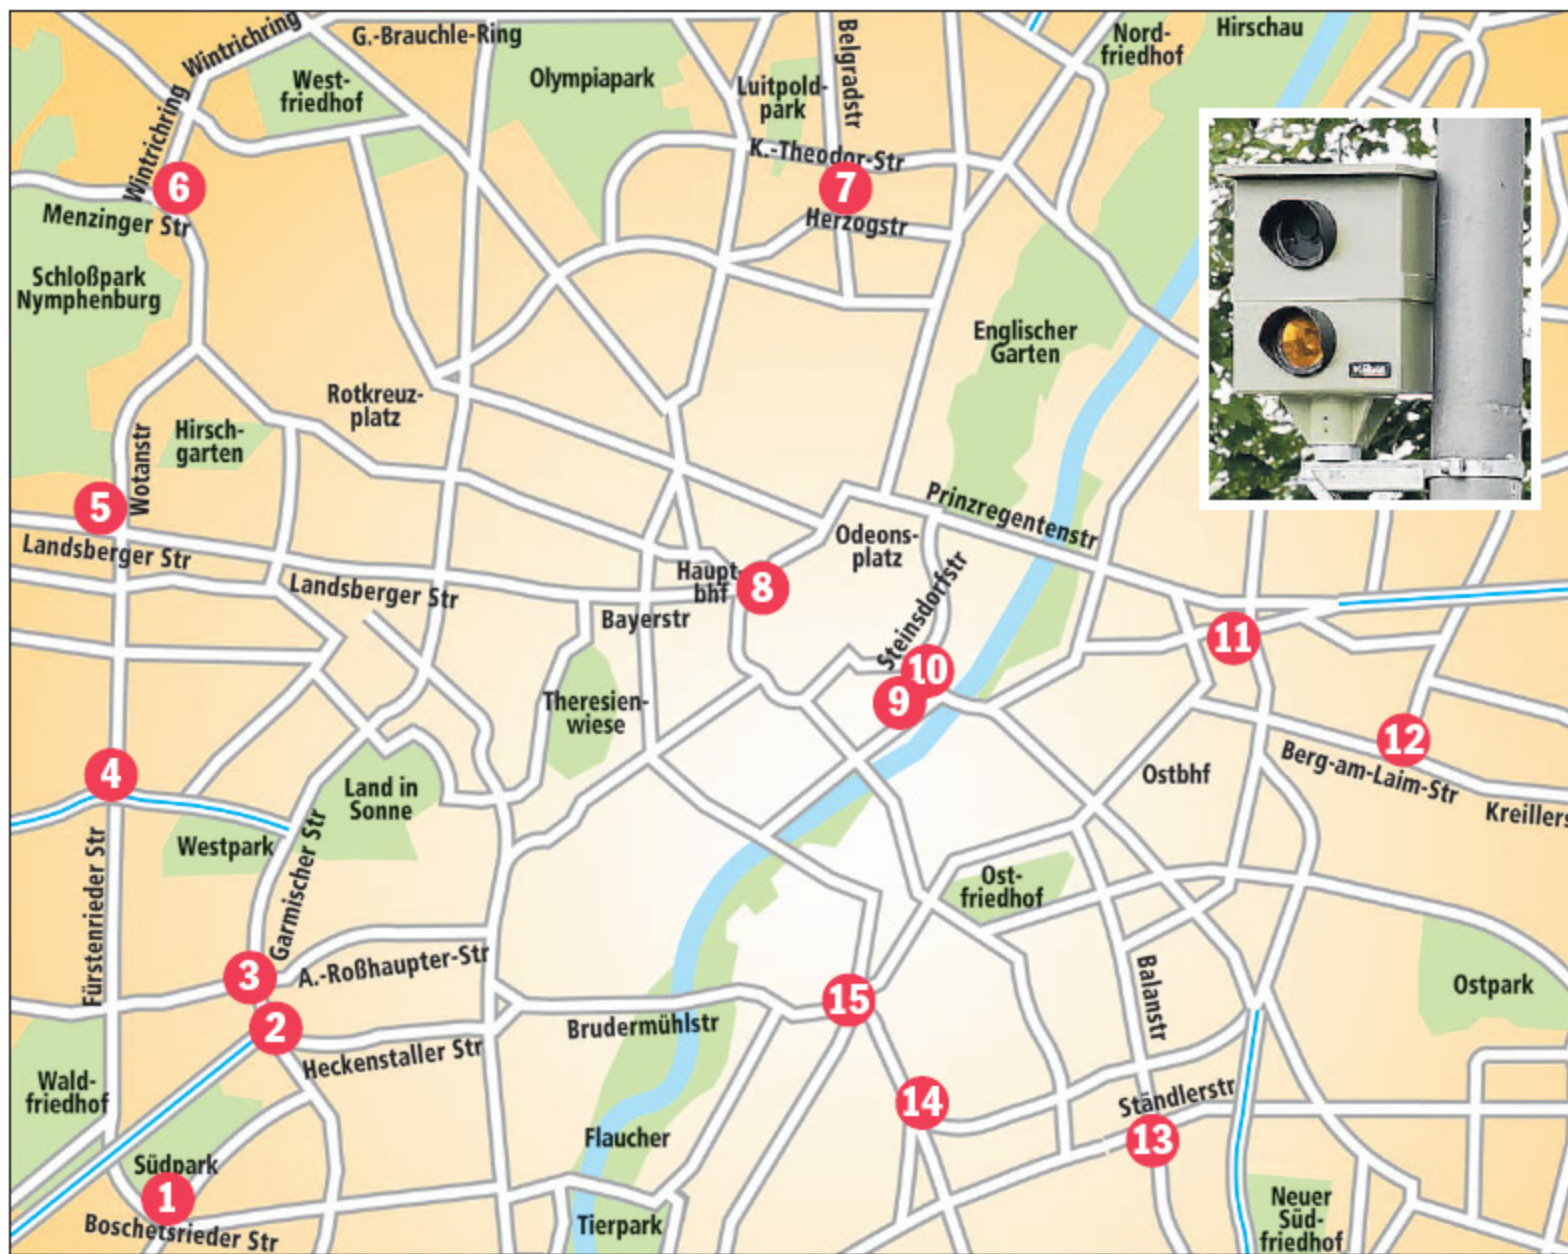 G.-Brauchle-Ring
Wintrichring
Wintrichring
West-
friedhof
Olympiapark
Luitpold-
park
Belgradstr
Nord-
friedhof
Hirschau
K.-Theodor-Str
6
7
Menzinger Str
Herzogstr
Schloßpark
Nymphenburg
Englischer
Garten
Rotkreuz-
platz
Hirsch-
garten
Wotanstr
5
Landsberger Str
Landsberger Str
Prinzregentenstr
Odeons-
platz
Haupt-
bhf
8
Bayerstr
Steinsdorfstr
10
9
11
Theresien-
wiese
12
4
Land in
Sonne
Ostbhf
Berg-am-Laim-Str
Kreillers
Westpark
Garmischer Str
Fürstenrieder Str
Ost-
friedhof
3
A.-Roßhaupter-Str
2
Heckenstaller Str
Brudermühlstr
15
Balanstr
Ostpark
Wald-
friedhof
14
Ständlerstr
13
Flaucher
Südpark
1
Boschetsrieder Str
Tierpark
Neuer
Süd-
friedhof